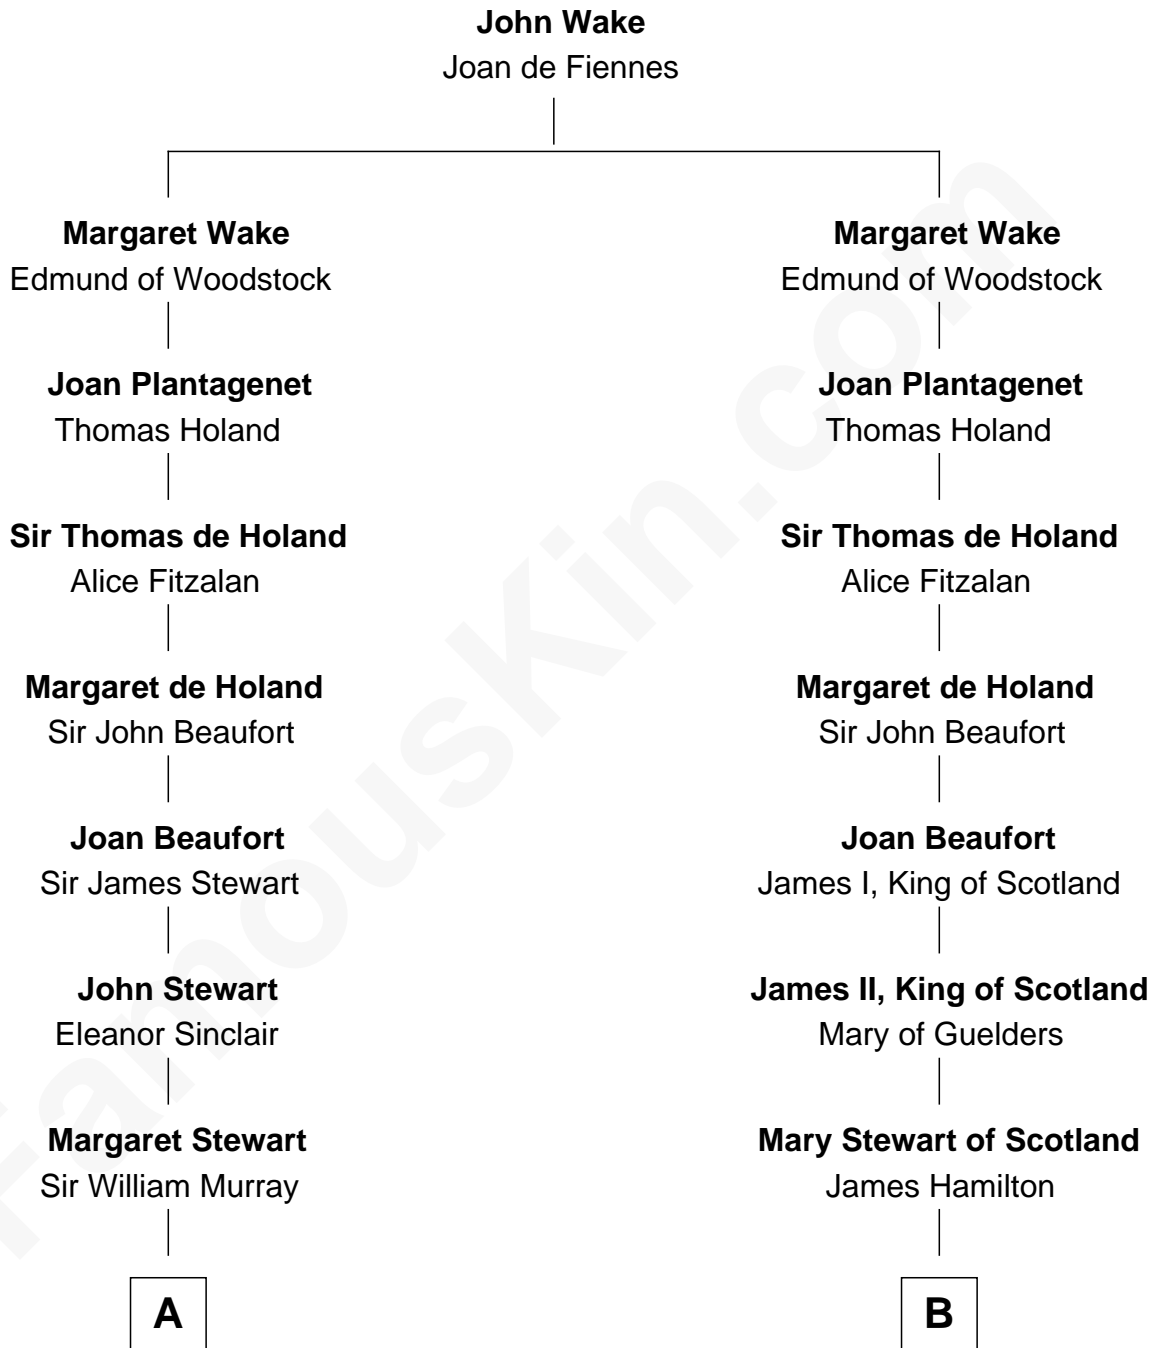 John Wake
Joan de Fiennes
Margaret Wake
Edmund of Woodstock
Joan Plantagenet
Thomas Holand
Sir Thomas de Holand
Alice Fitzalan
Margaret de Holand
Sir John Beaufort
Joan Beaufort
Sir James Stewart
John Stewart
Eleanor Sinclair
Margaret Stewart
Sir William Murray
A
Margaret Wake
Edmund of Woodstock
Joan Plantagenet
Thomas Holand
Sir Thomas de Holand
Alice Fitzalan
Margaret de Holand
Sir John Beaufort
Joan Beaufort
James I, King of Scotland
James II, King of Scotland
Mary of Guelders
Mary Stewart of Scotland
James Hamilton
B
FamousKin.com